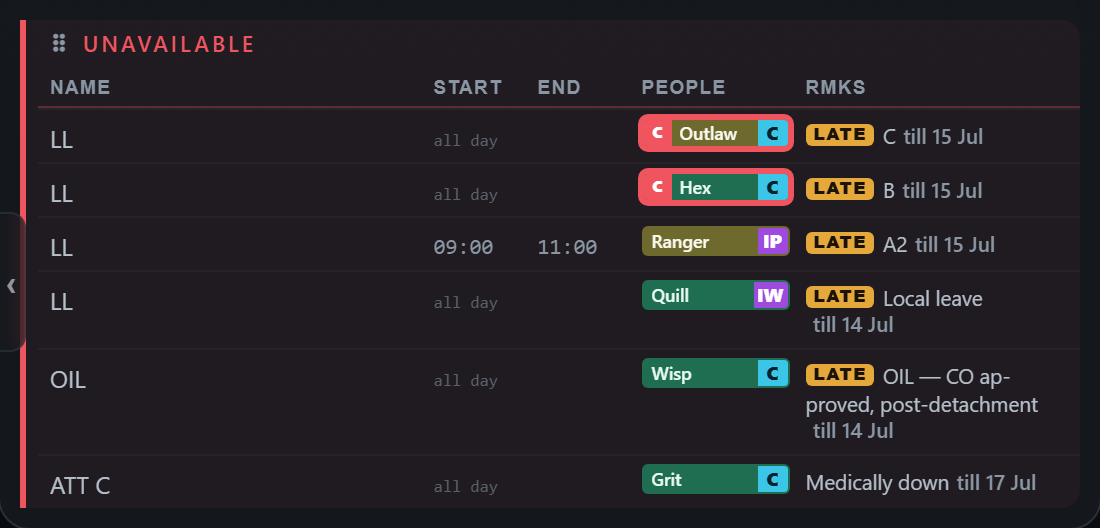 UNAVAILABLE
NAME START END PEOPLE RMKS
LL all day C Outlaw C LATE C till 15 Jul
LL all day C Hex C LATE B till 15 Jul
LL 09:00 11:00 Ranger IP LATE A2 till 15 Jul
LL all day Quill IW LATE Local leave
till 14 Jul
OIL all day Wisp C LATE OIL — CO ap-
proved, post-detachment
till 14 Jul
ATT C all day Grit C Medically down till 17 Jul